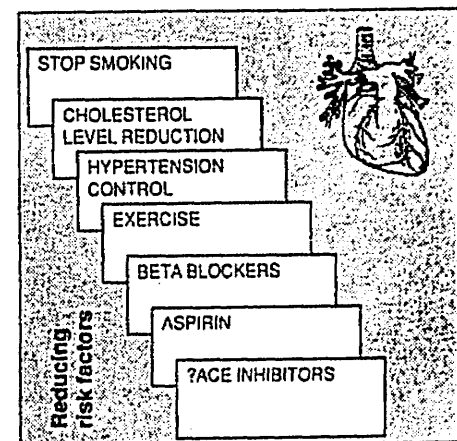 STOP SMOKING
CHOLESTEROL
LEVEL REDUCTION
HYPERTENSION
CONTROL
EXERCISE
BETA BLOCKERS
ASPIRIN
?ACE INHIBITORS
Reducing
risk factors